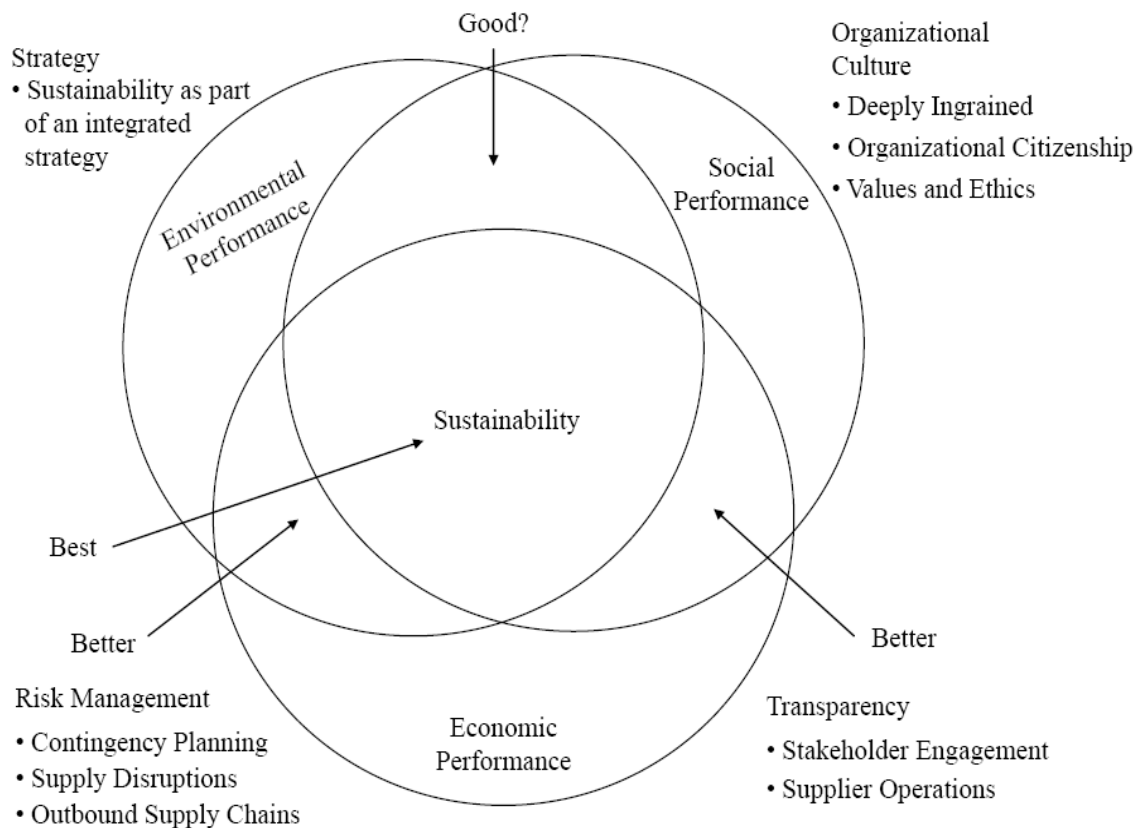 Good?
Strategy
• Sustainability as part
of an integrated
strategy
Organizational
Culture
• Deeply Ingrained
• Organizational Citizenship
• Values and Ethics
Environmental
Performance
Social
Performance
Sustainability
Best
Better
Better
Risk Management
• Contingency Planning
• Supply Disruptions
• Outbound Supply Chains
Economic
Performance
Transparency
• Stakeholder Engagement
• Supplier Operations